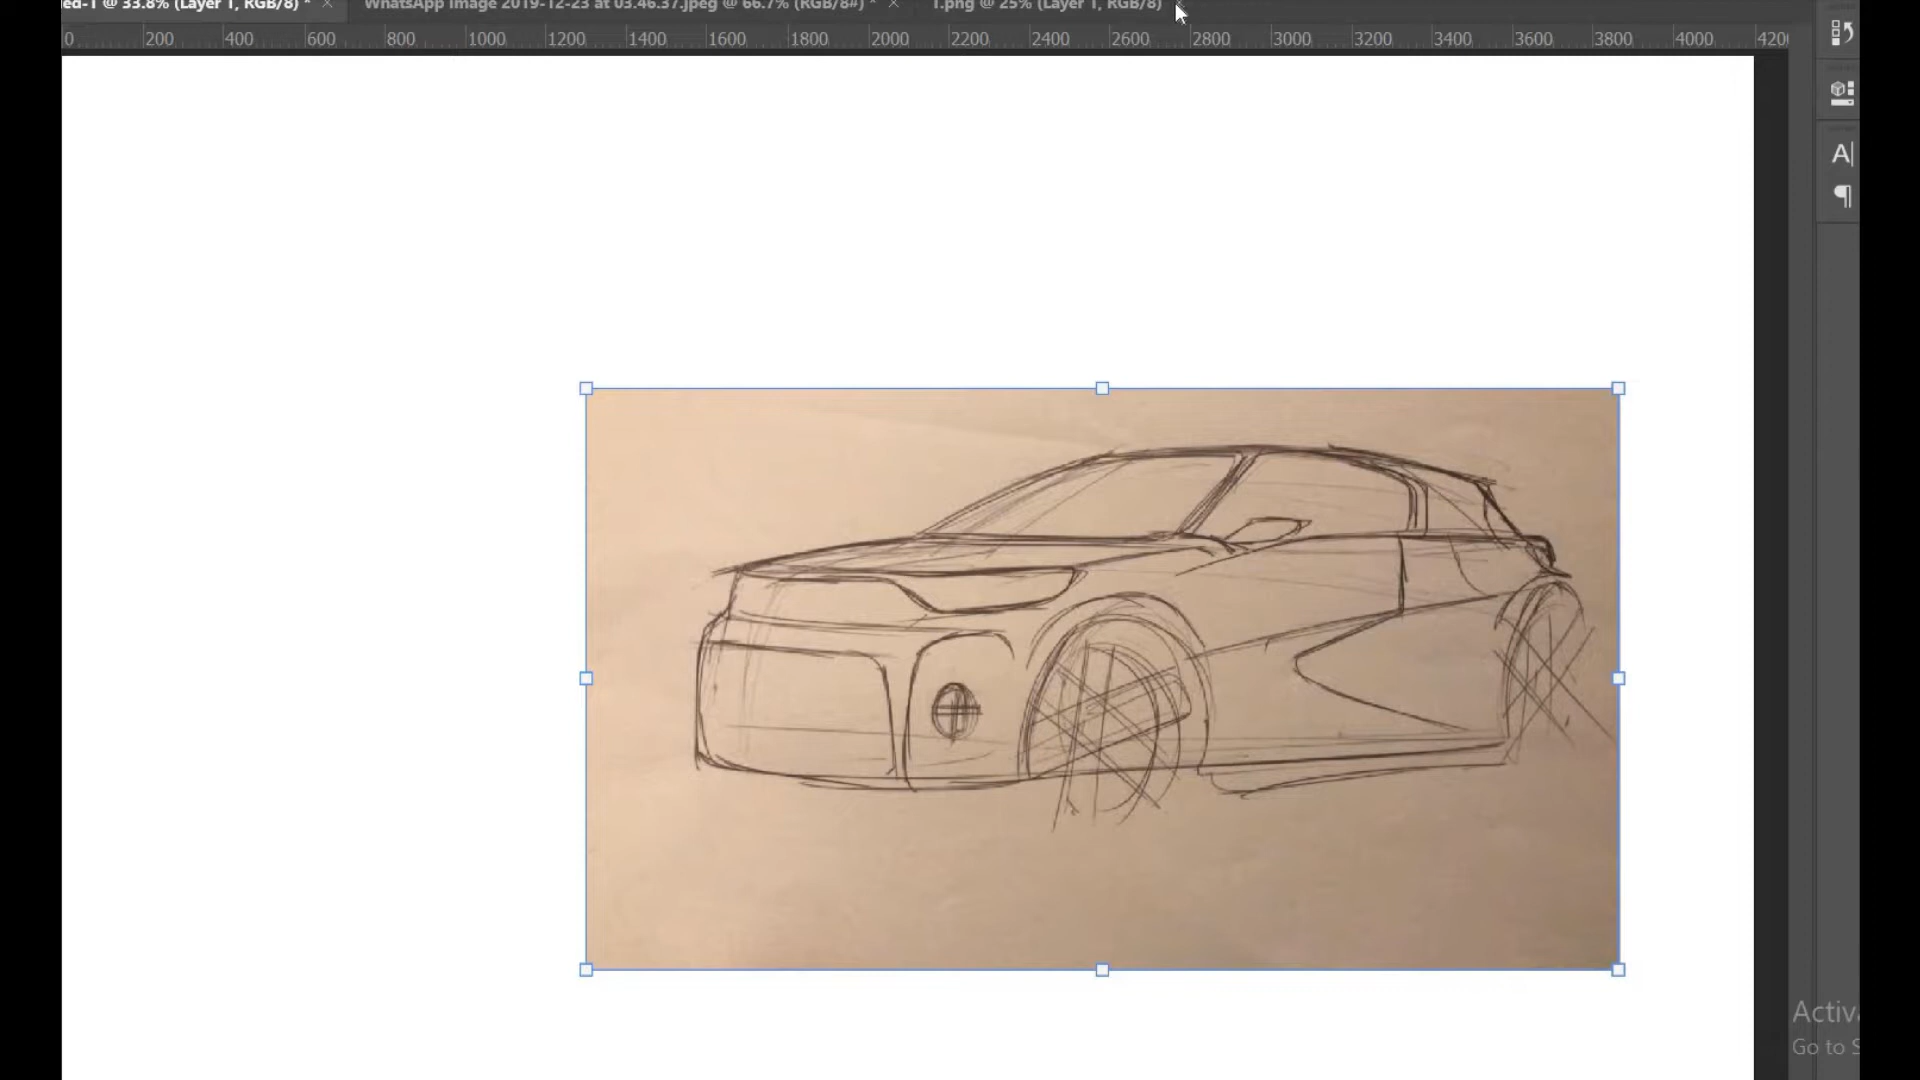 ed-1 @ 33.8% (Layer 1, RGB/8) * × WhatsApp Image 2019-12-23 at 03.46.37.jpeg @ 66.7% (RGB/8#) * × 1.png @ 25% (Layer 1, RGB/8) ×
0 200 400 600 800 1000 1200 1400 1600 1800 2000 2200 2400 2600 2800 3000 3200 3400 3600 3800 4000 420
A|
¶
Activ
Go to S